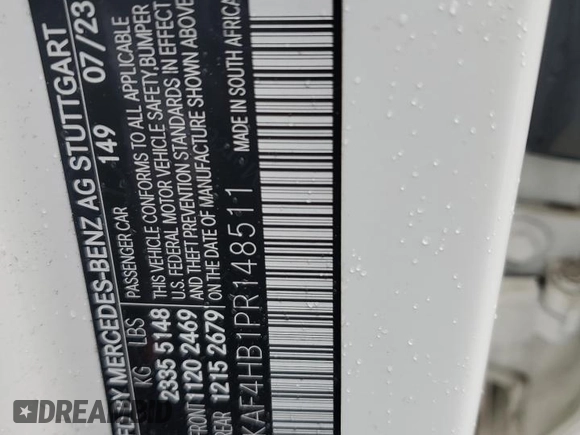 BY MERCEDES-BENZ AG STUTTGART
149 07/23
KG LBS PASSENGER CAR
2335 5148 THIS VEHICLE CONFORMS TO ALL APPLICABLE
U.S. FEDERAL MOTOR VEHICLE SAFETY, BUMPER
FRONT 1120 2469 AND THEFT PREVENTION STANDARDS IN EFFECT
1215 2679 ON THE DATE OF MANUFACTURE SHOWN ABOVE
KAF4HB1PR148511 MADE IN SOUTH AFRICA
DREAMBID